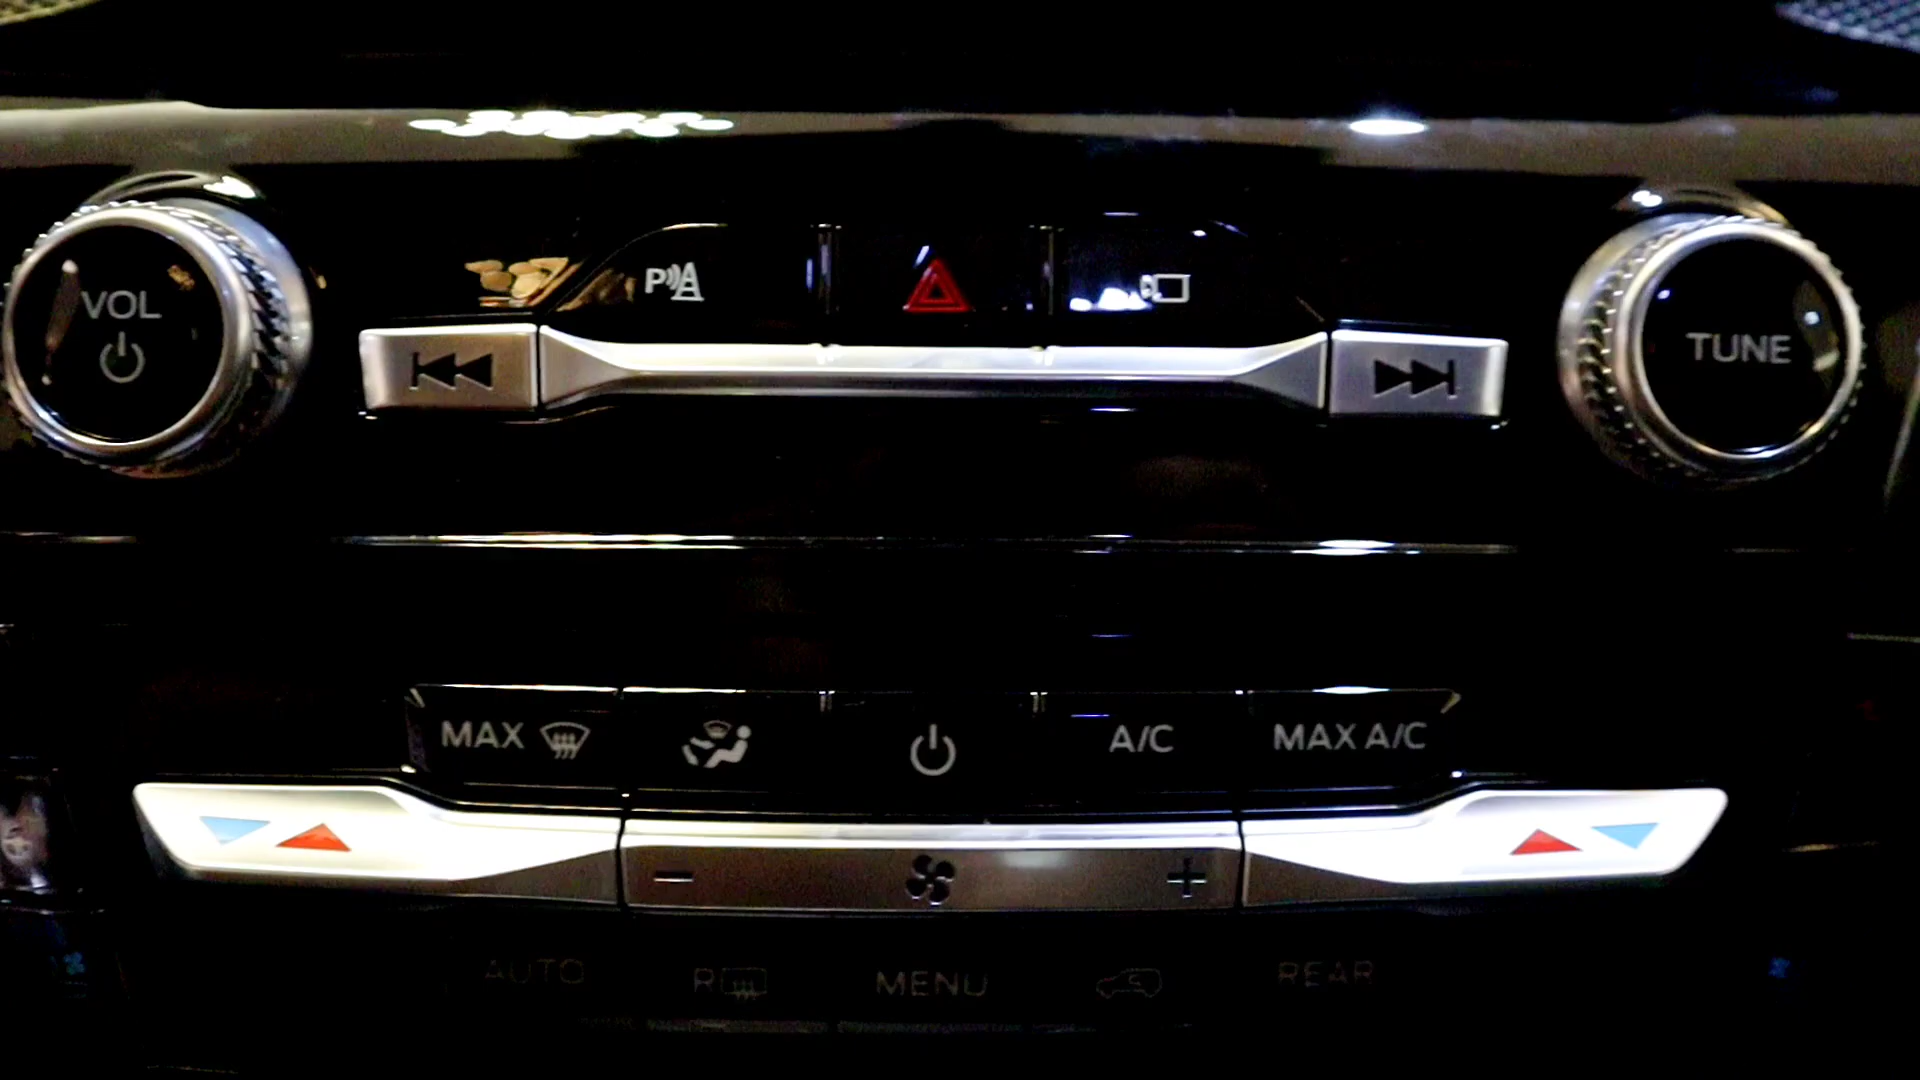 P
VOL
TUNE
MAX
A/C
MAX A/C
- +
AUTO
R
MENU
REAR